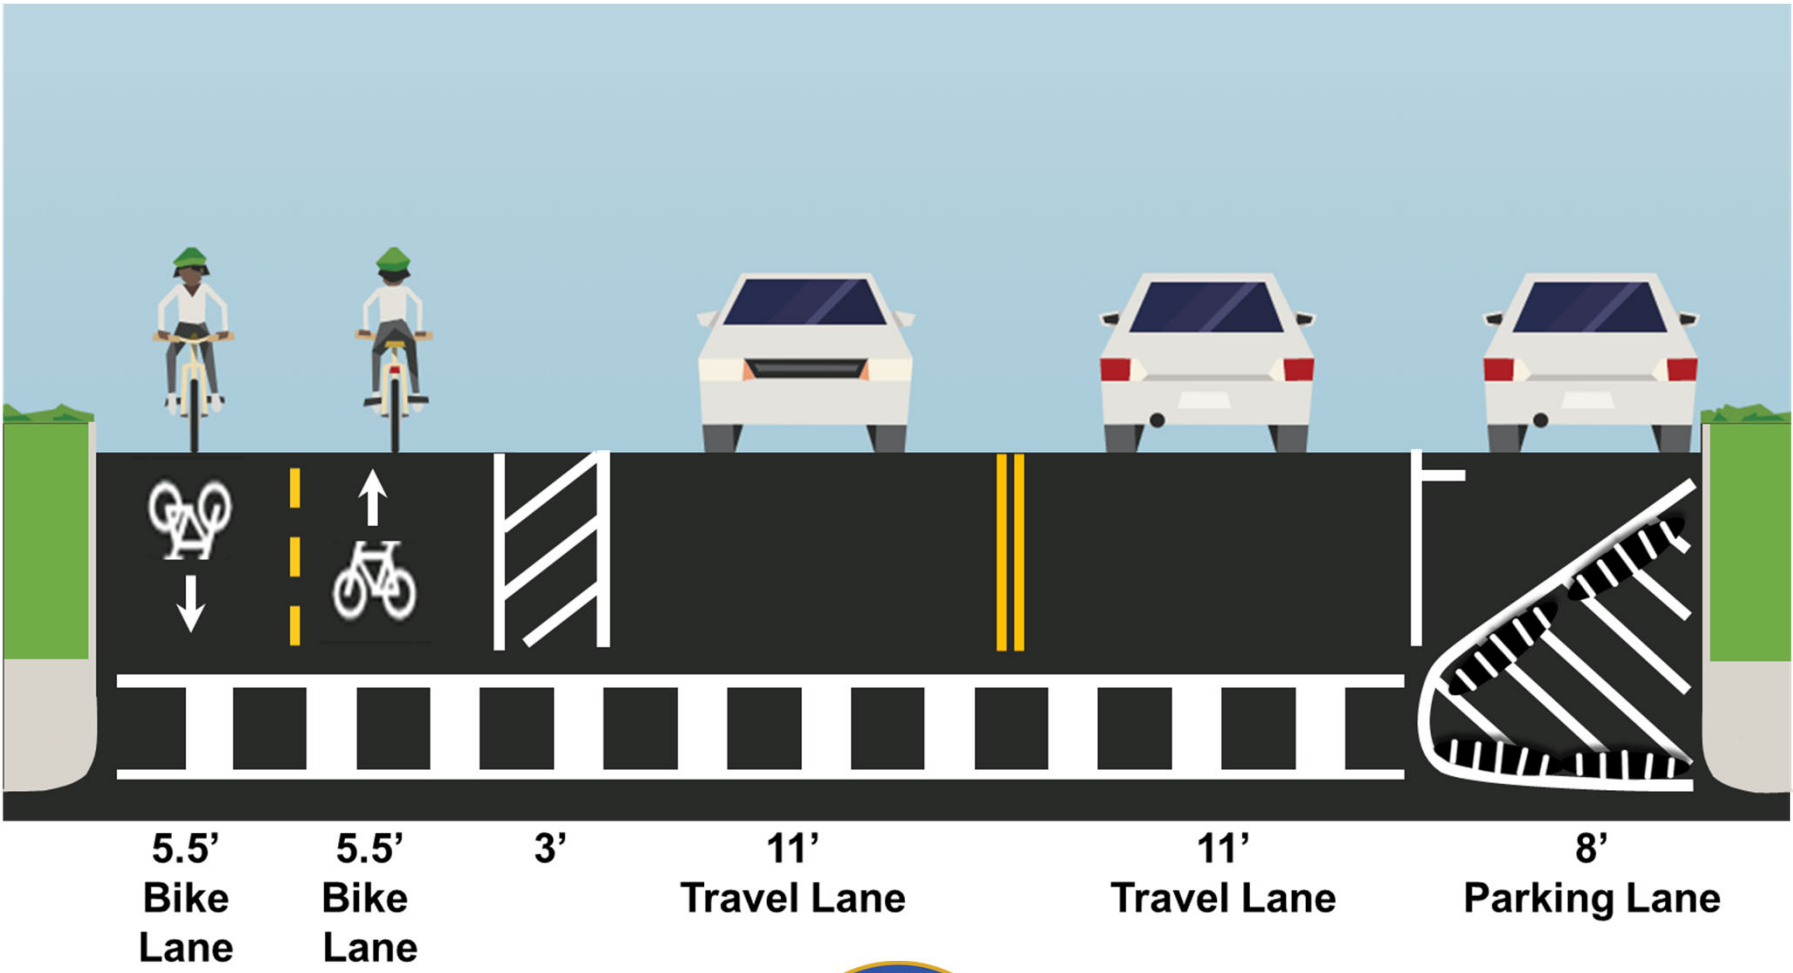 5.5’ 5.5’ 3’ 11’ 11’ 8’
Bike Bike Travel Lane Travel Lane Parking Lane
Lane Lane